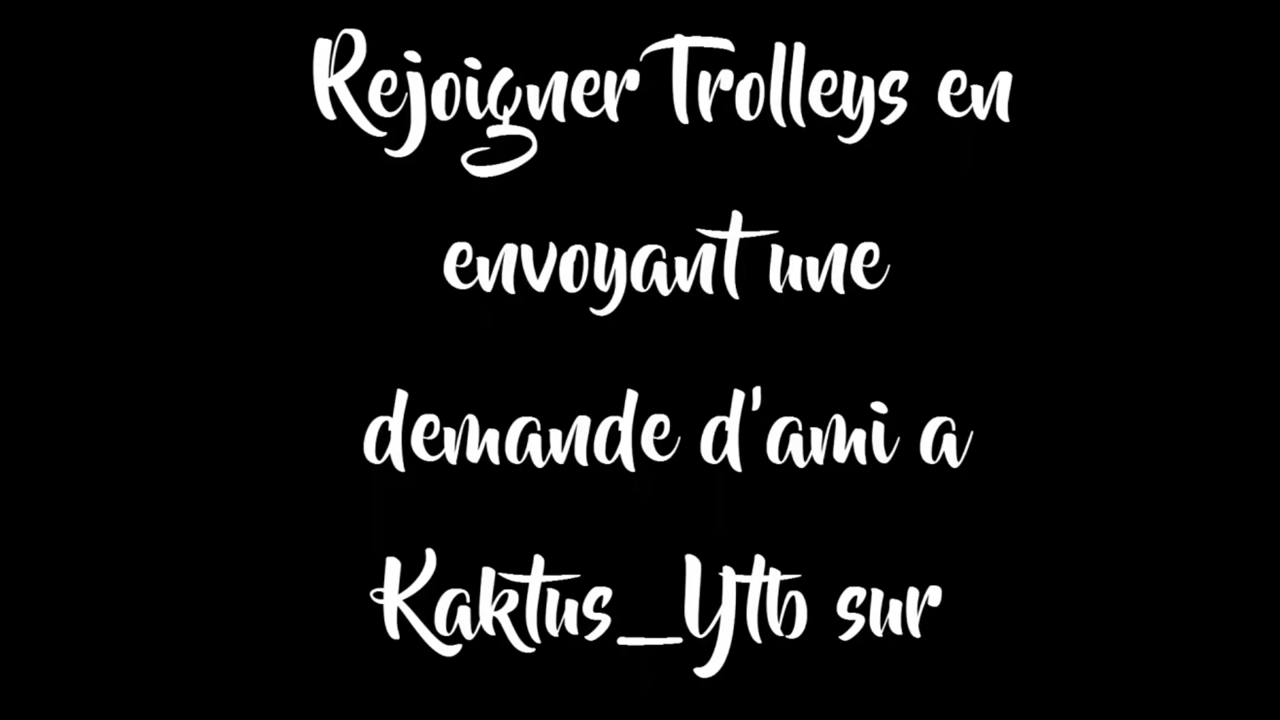 Rejoigner Trolleys en
envoyant une
demande d'ami a
Kaktus_Ytb sur